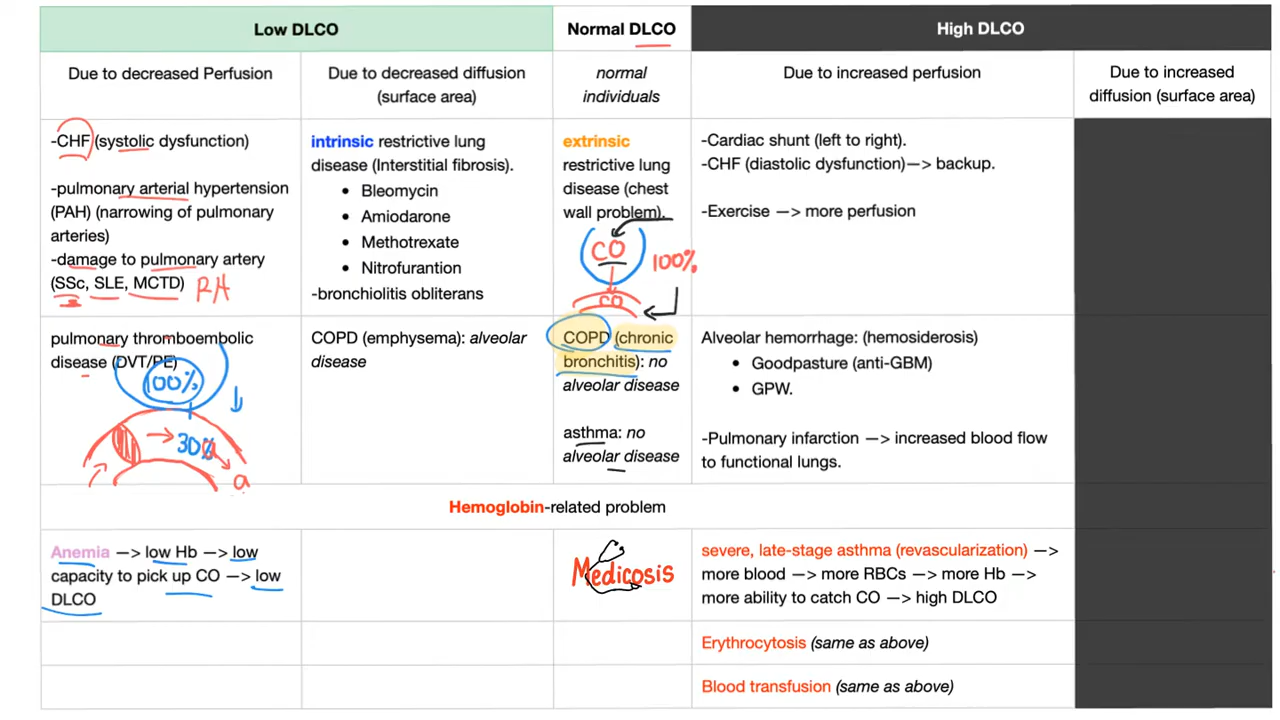 Low DLCO
Normal DLCO
High DLCO
Due to decreased Perfusion
Due to decreased diffusion
(surface area)
normal
individuals
Due to increased perfusion
Due to increased
diffusion (surface area)
-CHF (systolic dysfunction)
-pulmonary arterial hypertension
(PAH) (narrowing of pulmonary
arteries)
-damage to pulmonary artery
(SSc, SLE, MCTD) RA
intrinsic restrictive lung
disease (Interstitial fibrosis).
• Bleomycin
• Amiodarone
• Methotrexate
• Nitrofurantion
-bronchiolitis obliterans
extrinsic
restrictive lung
disease (chest
wall problem).
CO
100%
CO
-Cardiac shunt (left to right).
-CHF (diastolic dysfunction)—> backup.
-Exercise —> more perfusion
pulmonary thromboembolic
disease (DVT/PE)
100%
30%
a
COPD (emphysema): alveolar
disease
COPD (chronic
bronchitis): no
alveolar disease
asthma: no
alveolar disease
Alveolar hemorrhage: (hemosiderosis)
• Goodpasture (anti-GBM)
• GPW.
-Pulmonary infarction —> increased blood flow
to functional lungs.
Hemoglobin-related problem
Anemia —> low Hb —> low
capacity to pick up CO —> low
DLCO
Medicosis
severe, late-stage asthma (revascularization) —>
more blood —> more RBCs —> more Hb —>
more ability to catch CO —> high DLCO
Erythrocytosis (same as above)
Blood transfusion (same as above)